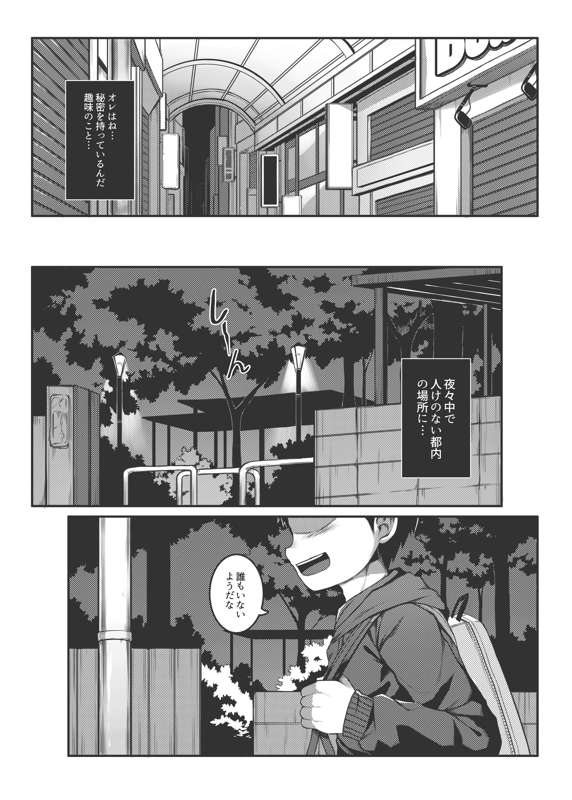 オレはね…
秘密を持っているんだ
趣味のこと…
しーん
夜々中で
人けのない都内
の場所に…
誰もいない
ようだな